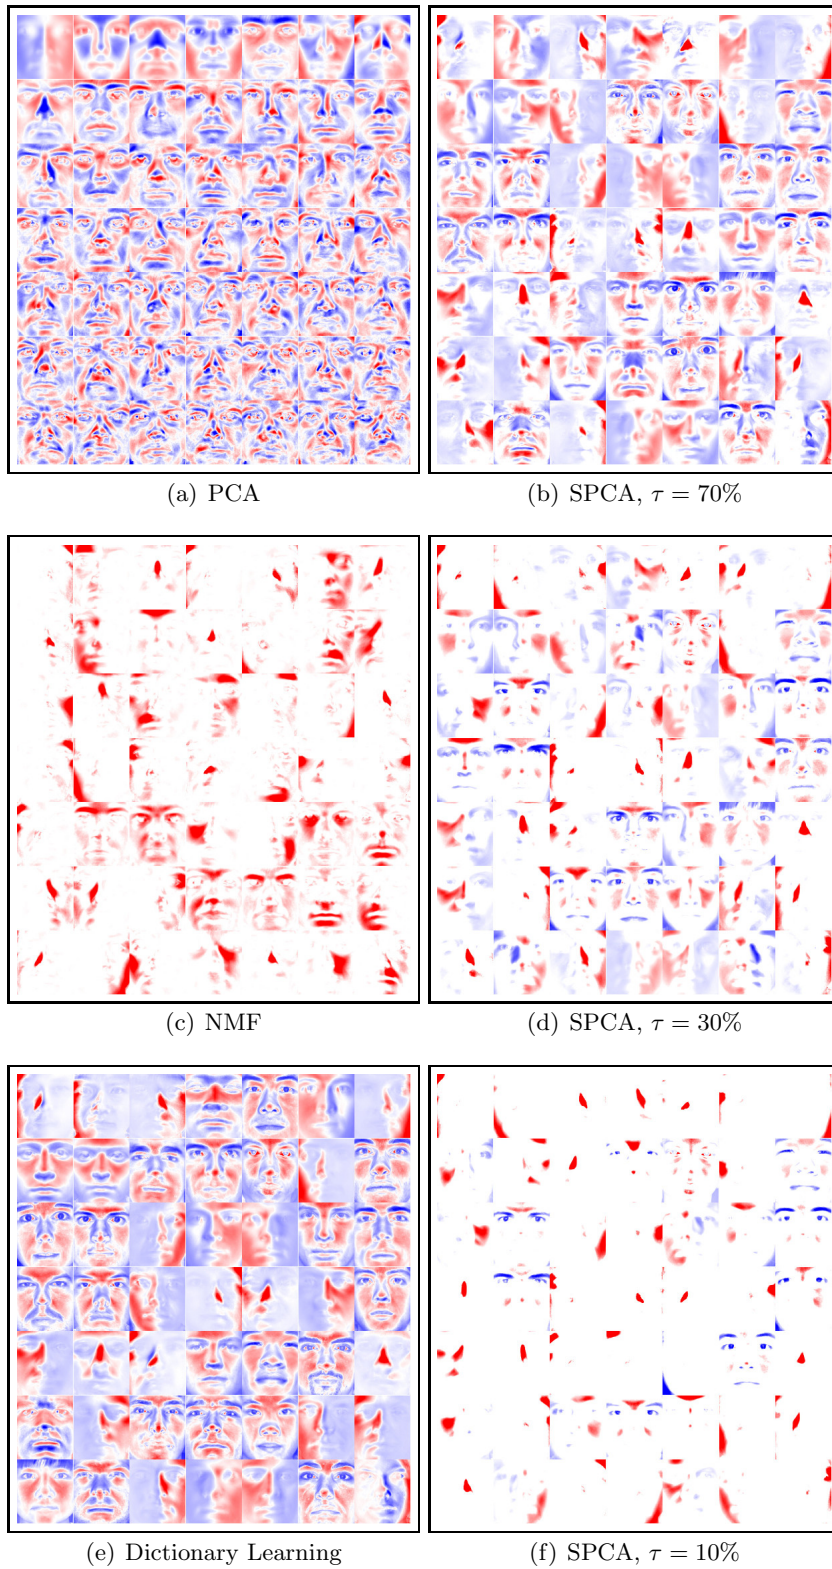 (a) PCA
(b) SPCA, τ = 70%
(c) NMF
(d) SPCA, τ = 30%
(e) Dictionary Learning
(f) SPCA, τ = 10%